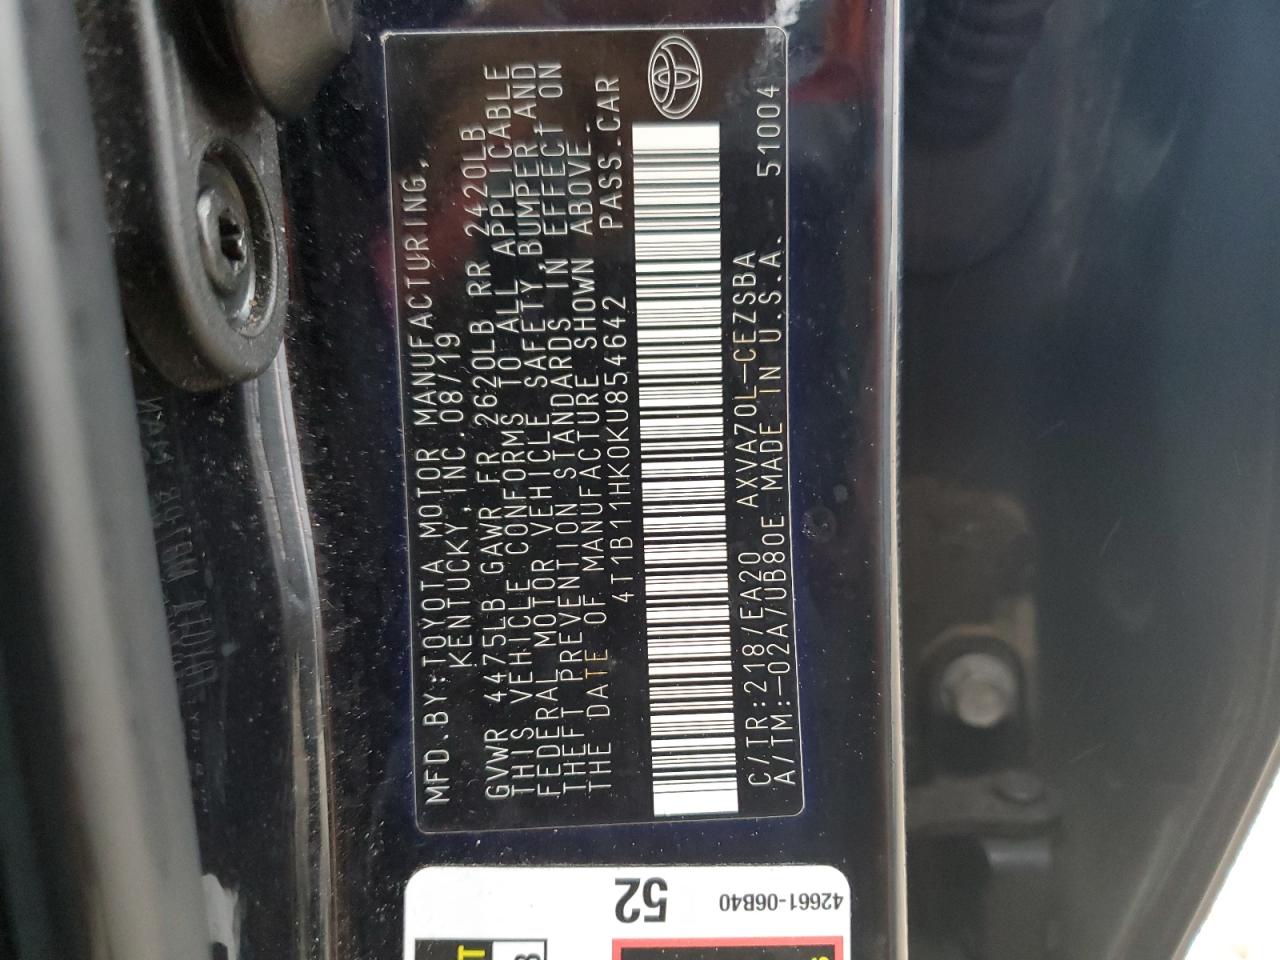 MFD.BY:TOYOTA MOTOR MANUFACTURING,
KENTUCKY,INC.08/19
GVWR 4475LB GAWR FR 2620LB RR 2420LB
THIS VEHICLE CONFORMS TO ALL APPLICABLE
FEDERAL MOTOR VEHICLE SAFETY,BUMPER,AND
THEFT PREVENTION STANDARDS IN EFFECT ON
THE DATE OF MANUFACTURE SHOWN ABOVE.
4T1B11HK0KU854642 PASS.CAR
C/TR:218/EA20 AXVA70L-CEZSBA 51004
A/TM:-02A/UB80E MADE IN U.S.A.
52
42661-06B40